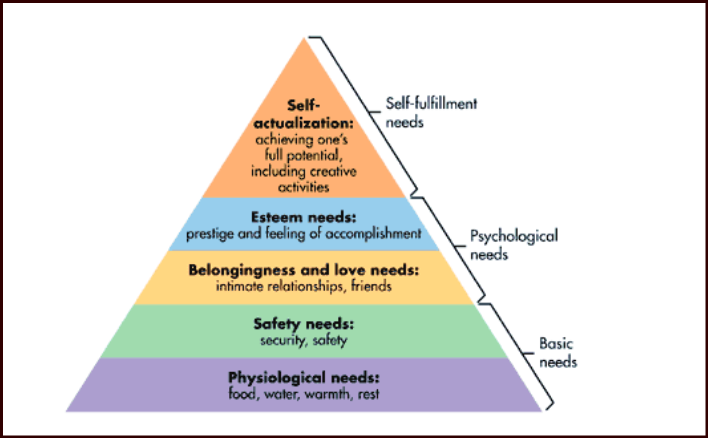 Self-
actualization:
achieving one's
full potential,
including creative
activities
Self-fulfillment
needs
Esteem needs:
prestige and feeling of accomplishment
Psychological
needs
Belongingness and love needs:
intimate relationships, friends
Safety needs:
security, safety
Basic
needs
Physiological needs:
food, water, warmth, rest